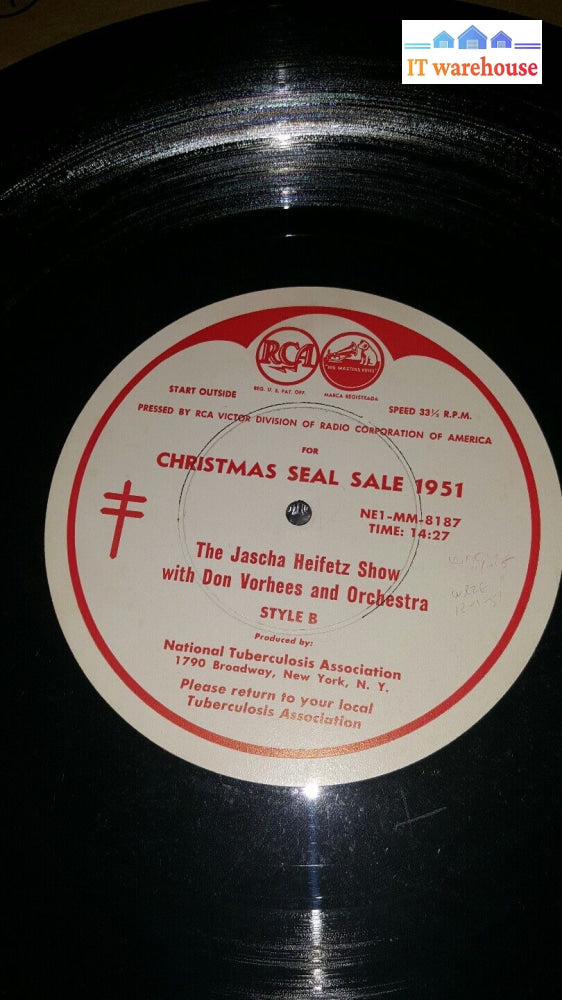 IT warehouse
RCA
"HIS MASTERS VOICE"
REG. U. S. PAT. OFF.
MARCA REGISTRADA
START OUTSIDE
SPEED 33⅓ R.P.M.
PRESSED BY RCA VICTOR DIVISION OF RADIO CORPORATION OF AMERICA
FOR
CHRISTMAS SEAL SALE 1951
NE1-MM-8187
TIME: 14:27
The Jascha Heifetz Show
with Don Vorhees and Orchestra
STYLE B
Produced by:
National Tuberculosis Association
1790 Broadway, New York, N. Y.
Please return to your local
Tuberculosis Association